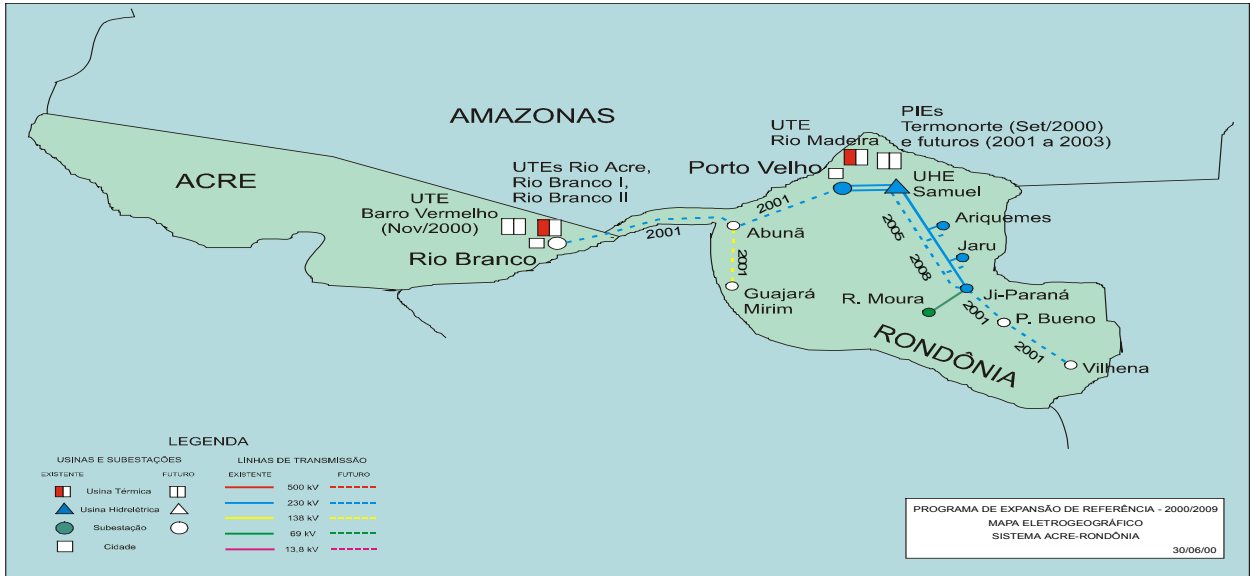 AMAZONAS
ACRE
UTE
Barro Vermelho
(Nov/2000)
UTEs Rio Acre,
Rio Branco I,
Rio Branco II
Rio Branco
2001
UTE
Rio Madeira
PIEs
Termonorte (Set/2000)
e futuros (2001 a 2003)
Porto Velho
UHE
Samuel
2001
Abunã
2001
Guajará
Mirim
2005
2008
Ariquemes
Jaru
Ji-Paraná
R. Moura
2001
P. Bueno
2001
Vilhena
RONDÔNIA
LEGENDA
USINAS E SUBESTAÇÕES
EXISTENTE FUTURO
Usina Térmica
Usina Hidrelétrica
Subestação
Cidade
LÍNHAS DE TRANSMISSÃO
EXISTENTE FUTURO
500 kV
230 kV
138 kV
69 kV
13,8 kV
PROGRAMA DE EXPANSÃO DE REFERÊNCIA - 2000/2009
MAPA ELETROGEOGRÁFICO
SISTEMA ACRE-RONDÔNIA
30/06/00